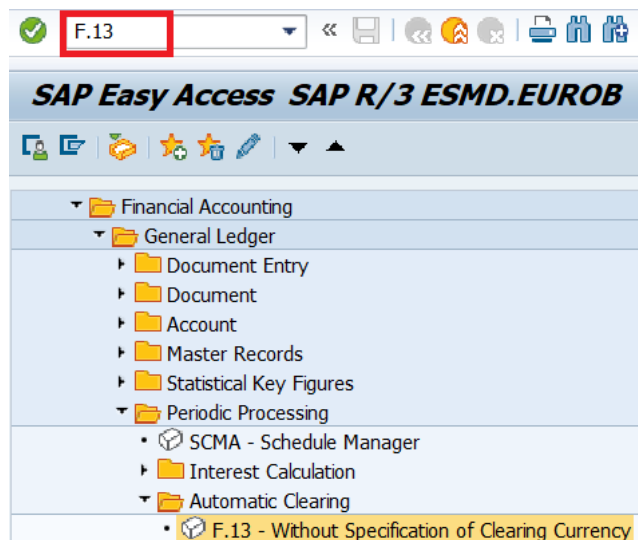 F.13
SAP Easy Access SAP R/3 ESMD.EUROB
Financial Accounting
General Ledger
Document Entry
Document
Account
Master Records
Statistical Key Figures
Periodic Processing
SCMA - Schedule Manager
Interest Calculation
Automatic Clearing
F.13 - Without Specification of Clearing Currency